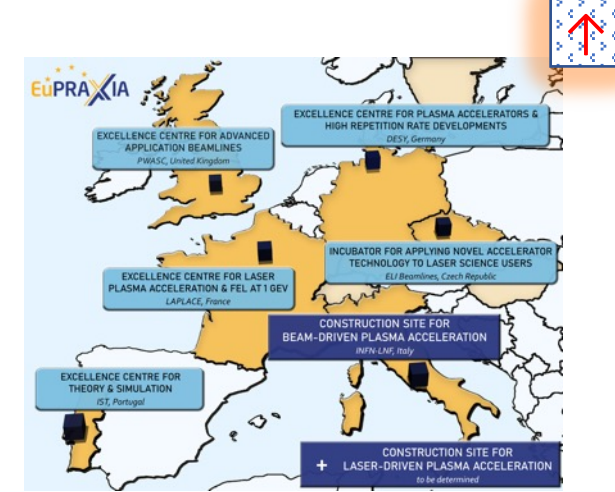 EuPRAXIA
EXCELLENCE CENTRE FOR PLASMA ACCELERATORS &
HIGH REPETITION RATE DEVELOPMENTS
DESY, Germany
EXCELLENCE CENTRE FOR ADVANCED
APPLICATION BEAMLINES
PWASC, United Kingdom
INCUBATOR FOR APPLYING NOVEL ACCELERATOR
TECHNOLOGY TO LASER SCIENCE USERS
ELI Beamlines, Czech Republic
EXCELLENCE CENTRE FOR LASER
PLASMA ACCELERATION & FEL AT 1 GEV
LAPLACE, France
CONSTRUCTION SITE FOR
BEAM-DRIVEN PLASMA ACCELERATION
INFN-LNF, Italy
EXCELLENCE CENTRE FOR
THEORY & SIMULATION
IST, Portugal
+ CONSTRUCTION SITE FOR
LASER-DRIVEN PLASMA ACCELERATION
to be determined